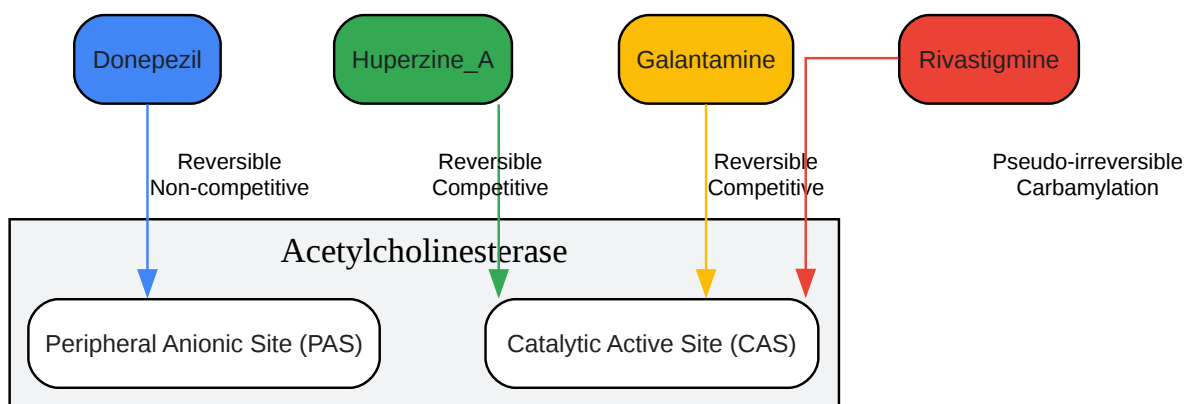 Donepezil
Huperzine_A
Galantamine
Rivastigmine
Reversible
Non-competitive
Reversible
Competitive
Reversible
Competitive
Pseudo-irreversible
Carbamylation
Acetylcholinesterase
Peripheral Anionic Site (PAS)
Catalytic Active Site (CAS)